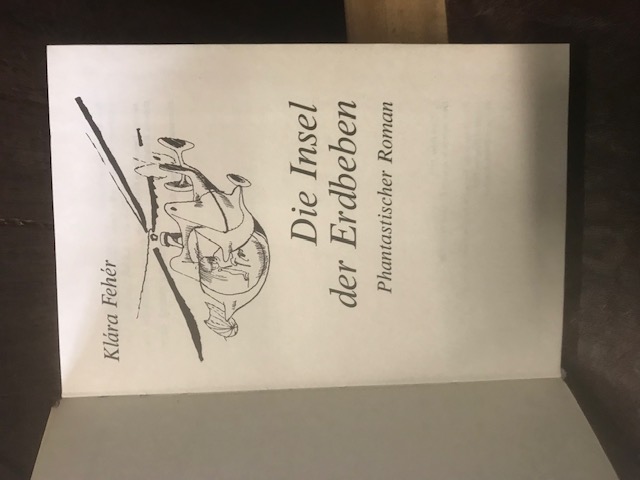 Klára Fehér
Die Insel
der Erdbeben
Phantastischer Roman